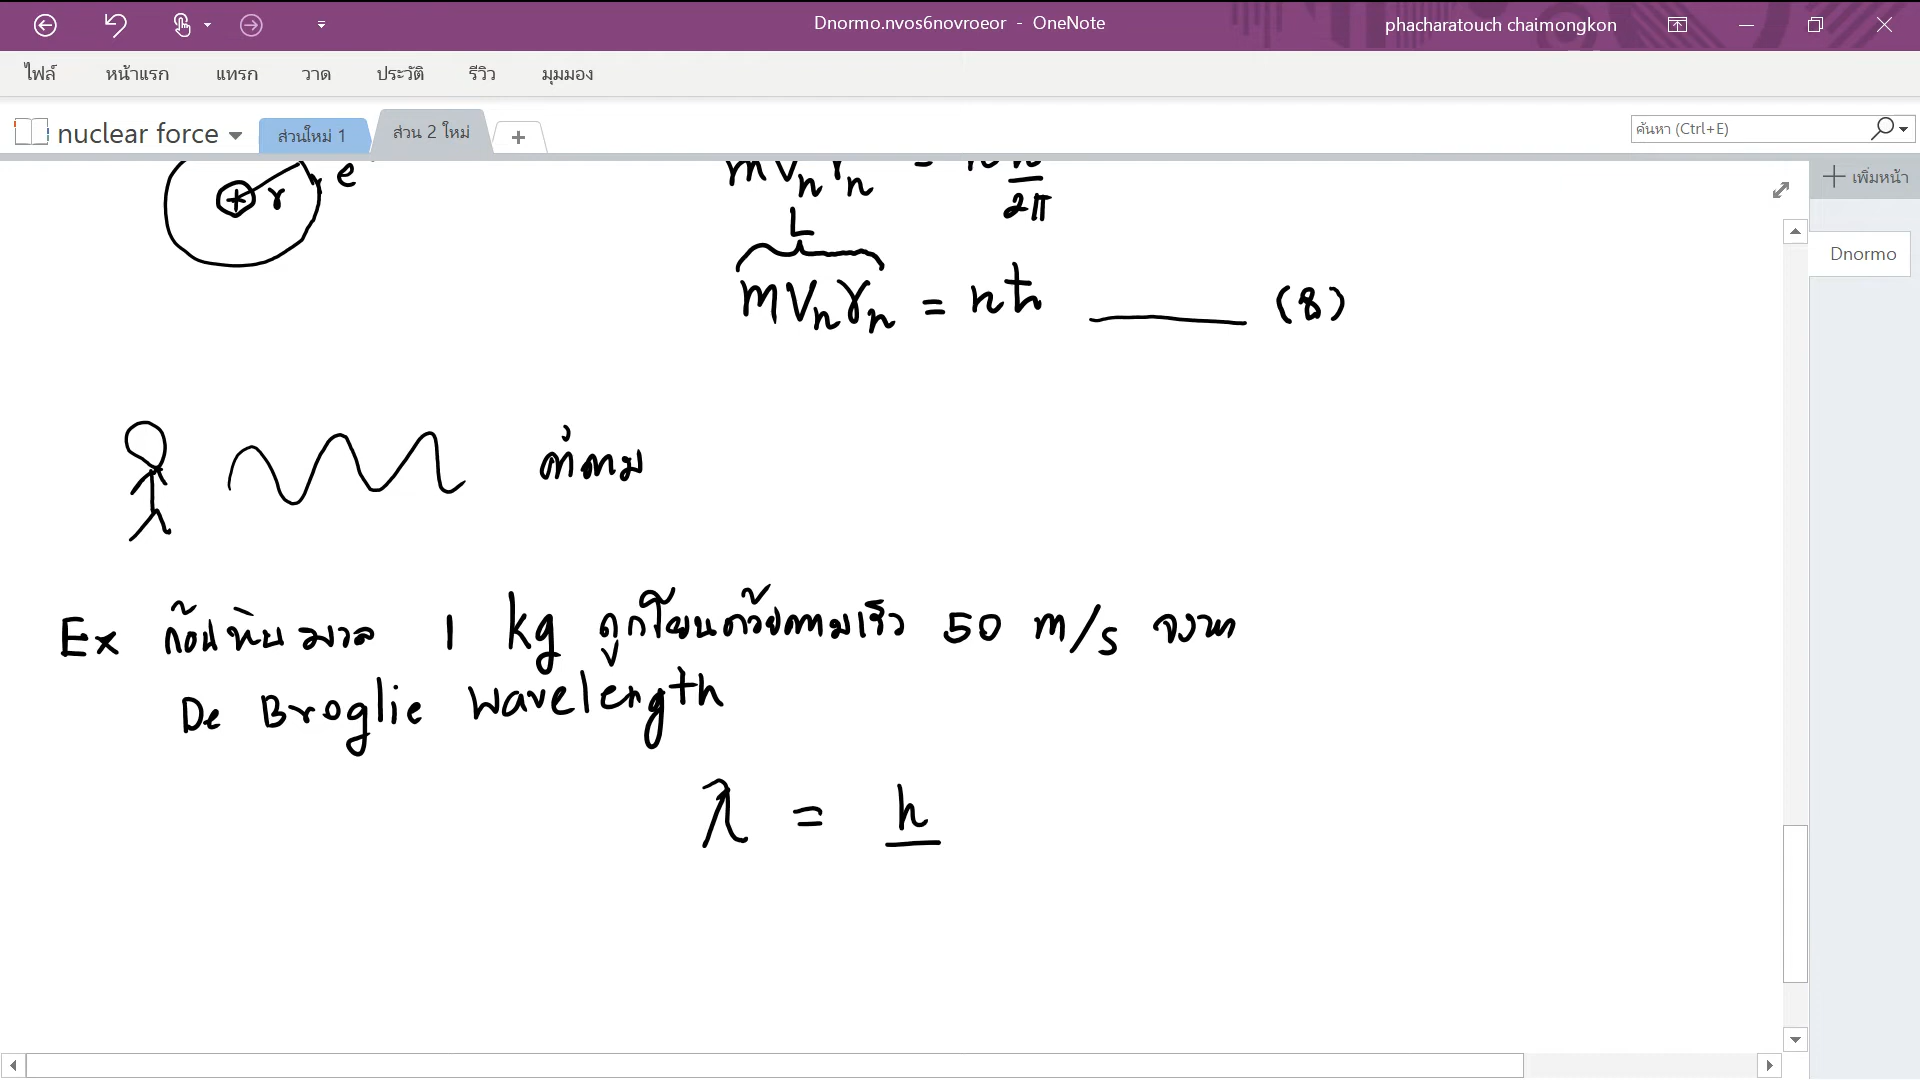 Dnormo.nvos6novroeor - OneNote
phacharatouch chaimongkon
ไฟล์ หน้าแรก แทรก วาด ประวัติ รีวิว มุมมอง
nuclear force
ส่วนใหม่ 1
ส่วน 2 ใหม่
ค้นหา (Ctrl+E)
เพิ่มหน้า
Dnormo
e
r
2π
L
mVₙrₙ = nħ (8)
Ex ก้อนหินมวล 1 kg ถูกโยนด้วยความเร็ว 50 m/s จงหา
De Broglie wavelength
λ = h